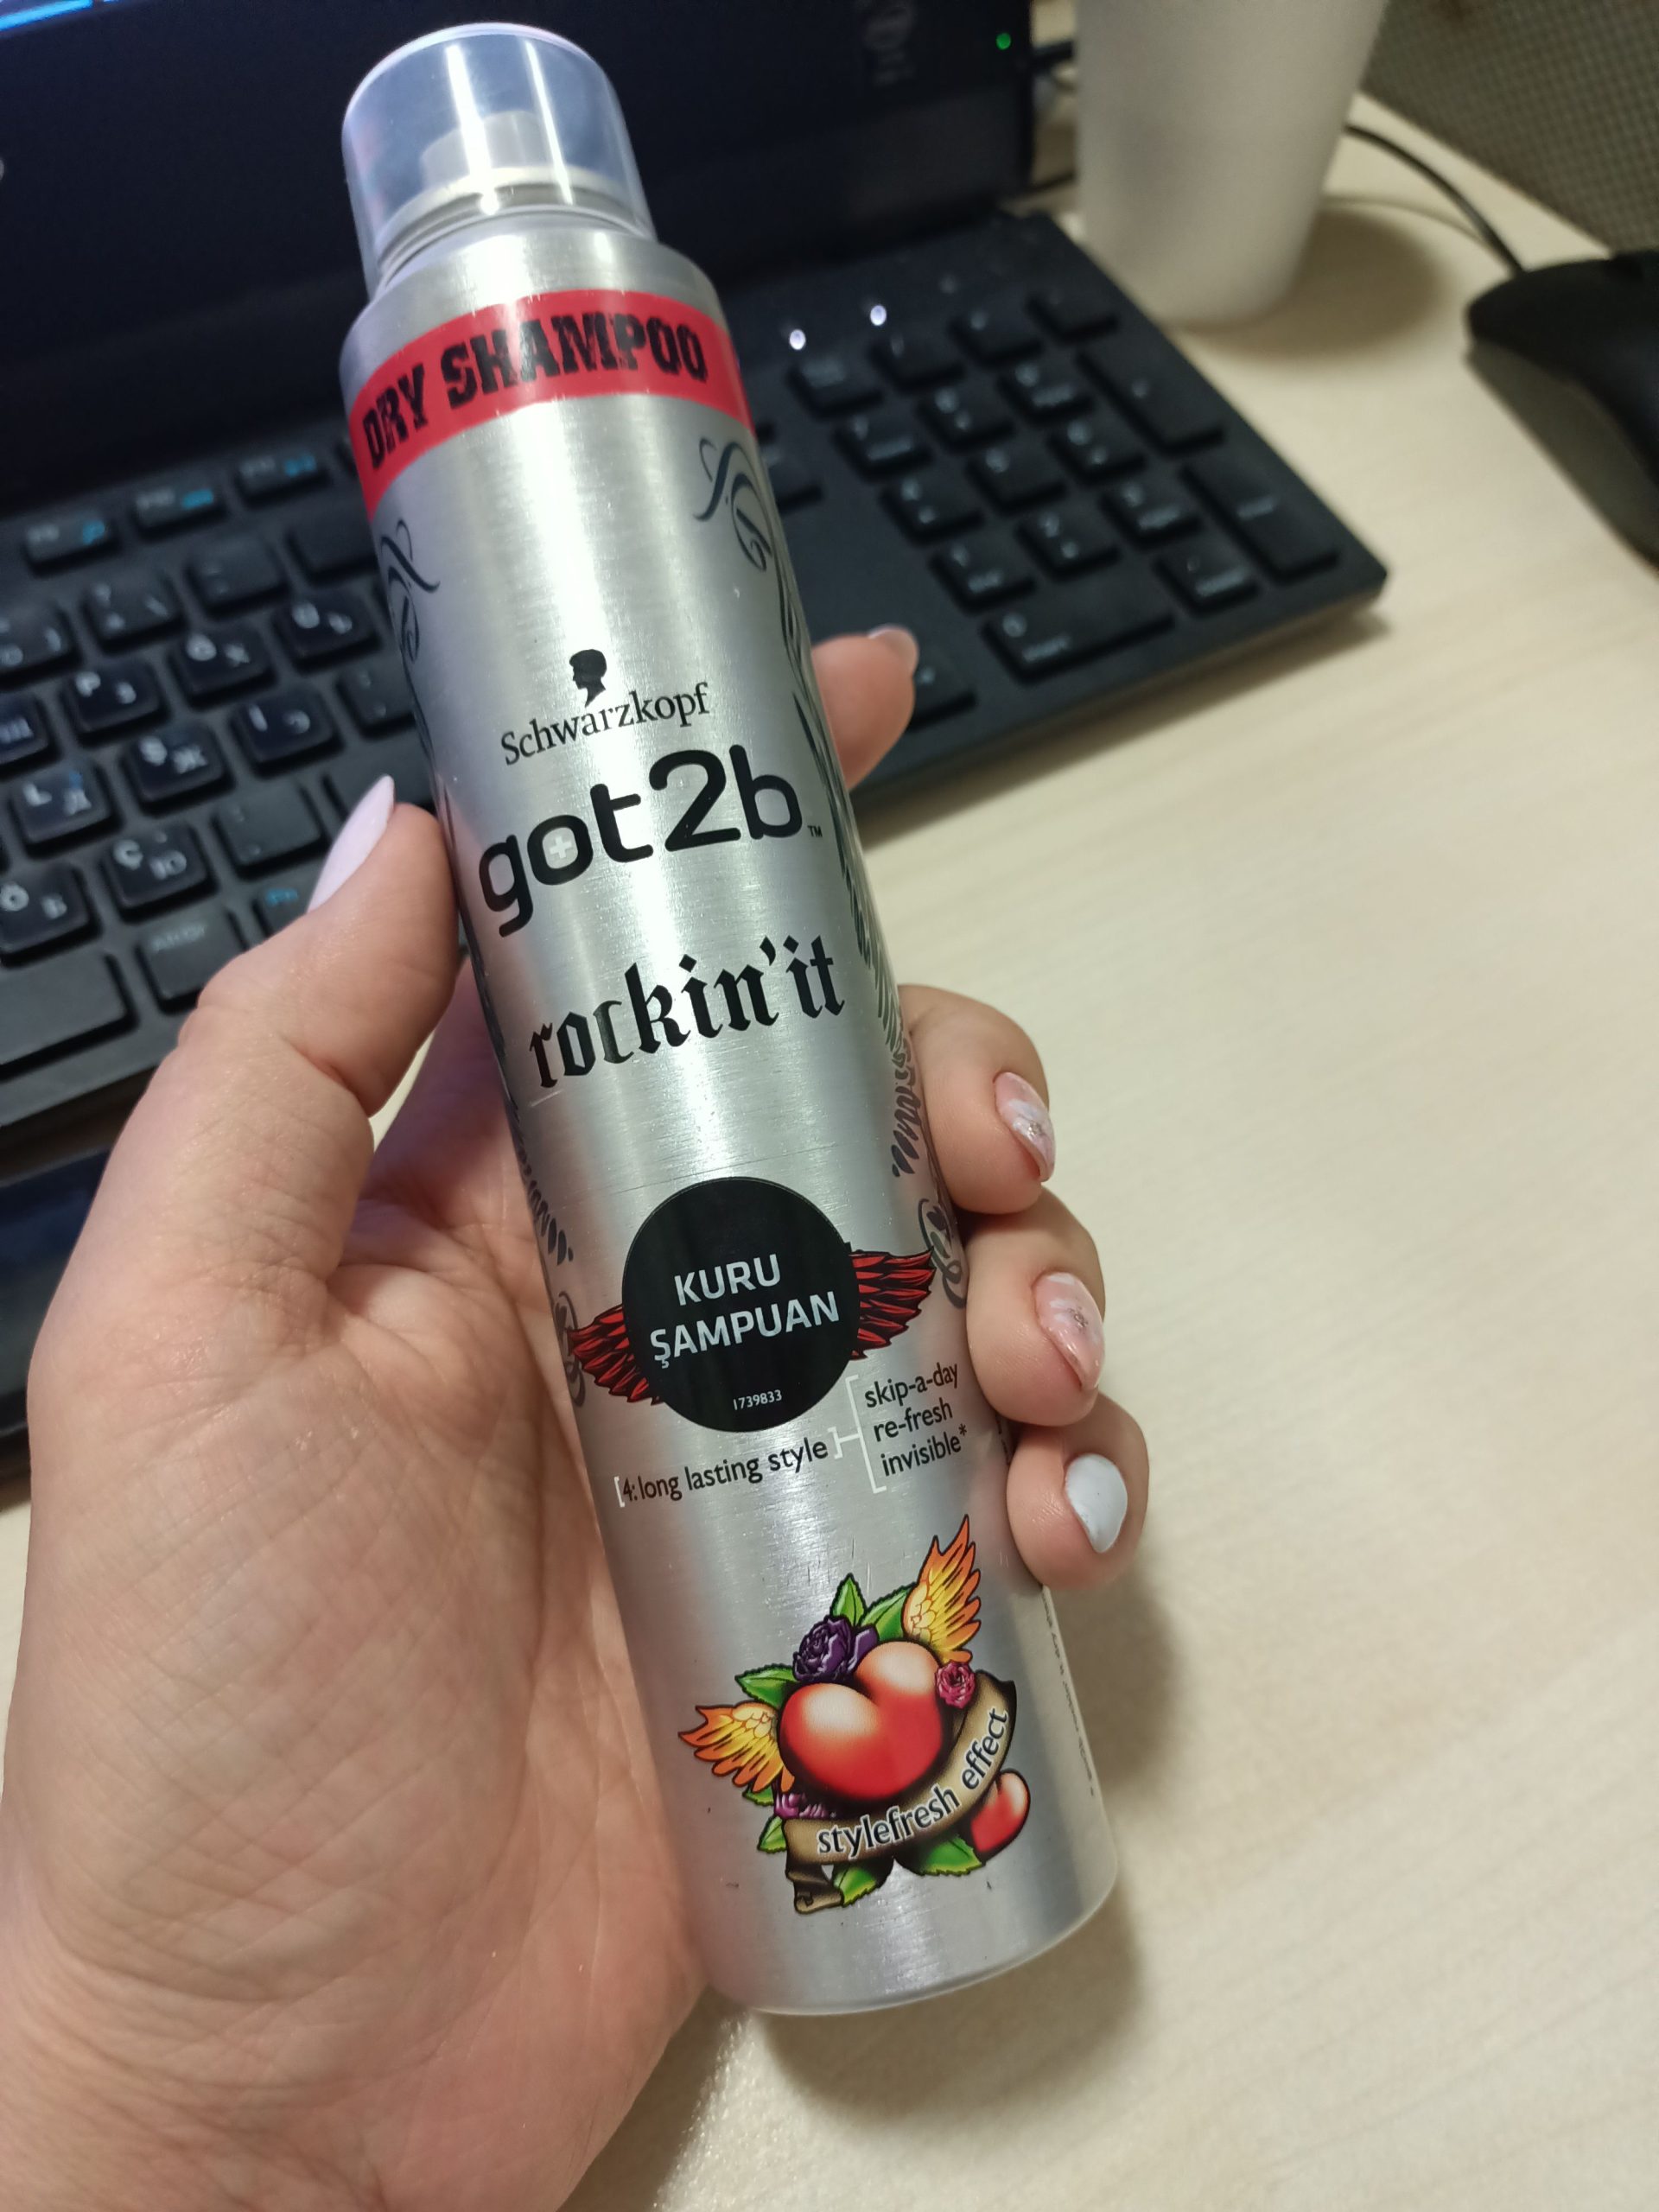 DRY SHAMPOO
Schwarzkopf
got2b™
rockin'it
KURU
ŞAMPUAN
1739833
[4: long lasting style]
skip-a-day
re-fresh
invisible*
stylefresh effect